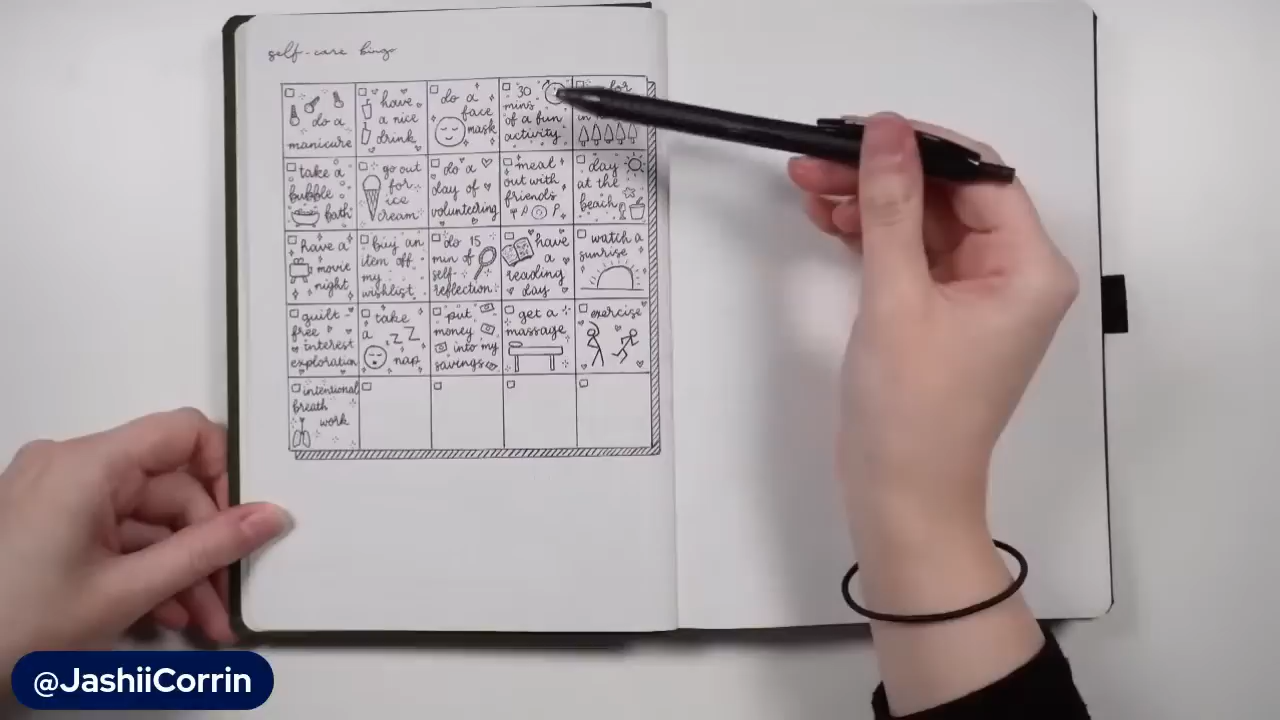 self-care bingo
do a
manicure
have
a nice
drink
do a
face
mask
30
mins
of a fun
activity
for
in
take a
bubble
bath
go out
for
ice
cream
do a
day of
volunteering
meal
out with
friends
day
at the
beach
have a
movie
night
buy an
item off
my
wishlist
do 15
min of
self-
reflection
have
a
reading
day
watch a
sunrise
guilt-
free
interest
exploration
take
a
z z
nap
put
money
into my
savings
get a
massage
exercise
intentional
breath
work
@JashiiCorrin